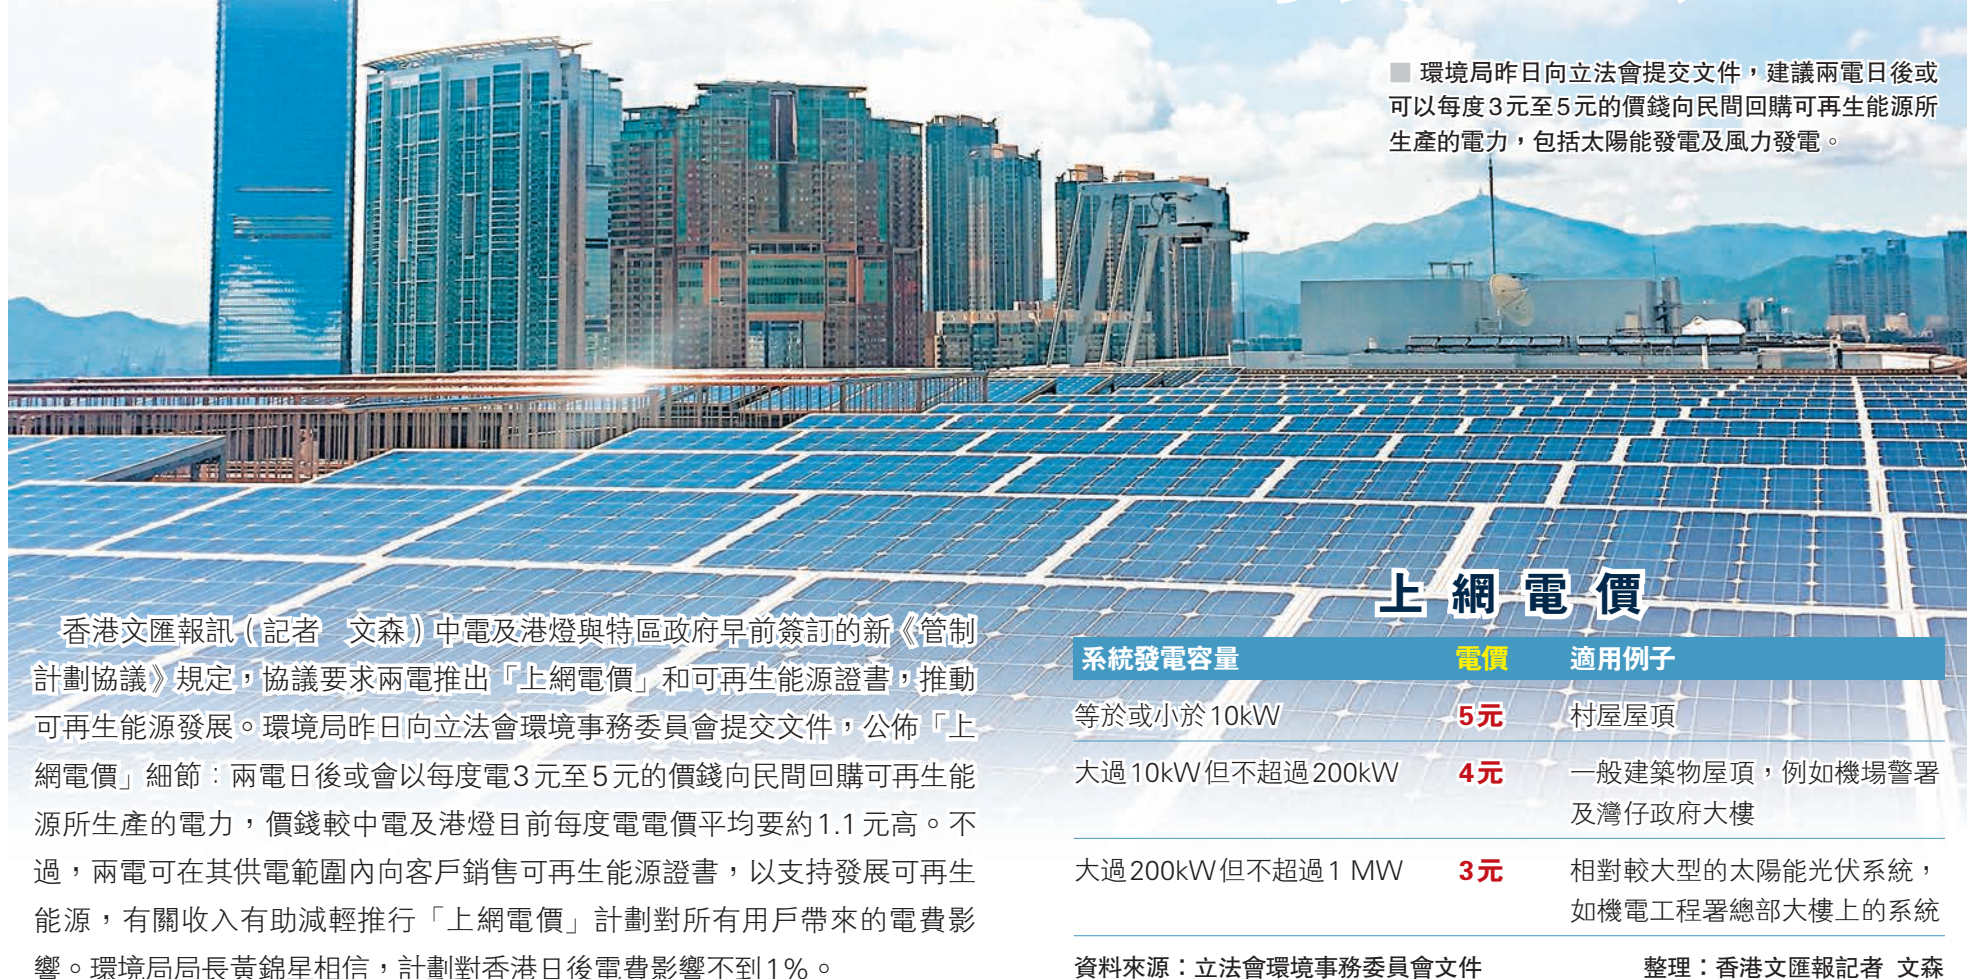 ■ 環境局昨日向立法會提交文件，建議兩電日後或
可以每度3元至5元的價錢向民間回購可再生能源所
生產的電力，包括太陽能發電及風力發電。
香港文匯報訊（記者　文森）中電及港燈與特區政府早前簽訂的新《管制
計劃協議》規定，協議要求兩電推出「上網電價」和可再生能源證書，推動
可再生能源發展。環境局昨日向立法會環境事務委員會提交文件，公佈「上
網電價」細節：兩電日後或會以每度電3元至5元的價錢向民間回購可再生能
源所生產的電力，價錢較中電及港燈目前每度電電價平均要約1.1元高。不
過，兩電可在其供電範圍內向客戶銷售可再生能源證書，以支持發展可再生
能源，有關收入有助減輕推行「上網電價」計劃對所有用戶帶來的電費影
響。環境局局長黃錦星相信，計劃對香港日後電費影響不到1%。
上網電價
系統發電容量 電價 適用例子
等於或小於10kW 5元 村屋屋頂
大過10kW但不超過200kW 4元 一般建築物屋頂，例如機場警署
及灣仔政府大樓
大過200kW但不超過1 MW 3元 相對較大型的太陽能光伏系統，
如機電工程署總部大樓上的系統
資料來源：立法會環境事務委員會文件 整理：香港文匯報記者 文森